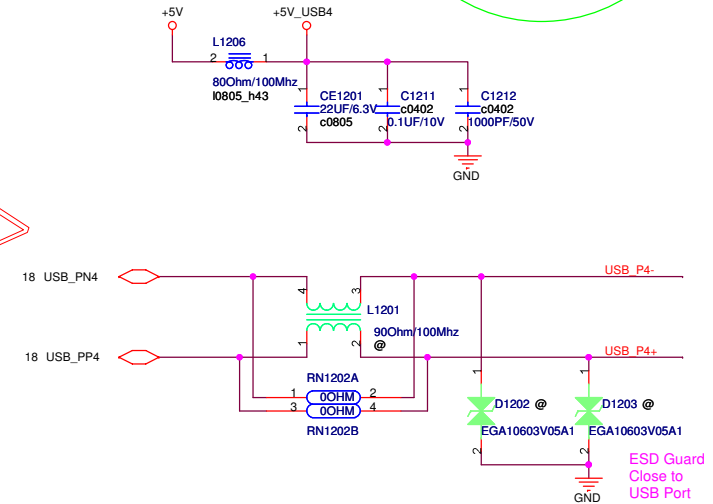 +5V
+5V_USB4
L1206
2
1
80Ohm/100Mhz
l0805_h43
1
CE1201
22UF/6.3V
c0805
2
1
C1211
c0402
0.1UF/10V
2
1
C1212
c0402
1000PF/50V
2
GND
18 USB_PN4
USB_P4-
4
3
L1201
90Ohm/100Mhz
@
1
2
18 USB_PP4
USB_P4+
RN1202A
1
0OHM
2
3
0OHM
4
RN1202B
1
D1202 @
EGA10603V05A1
2
1
D1203 @
EGA10603V05A1
2
GND
ESD Guard
Close to
USB Port